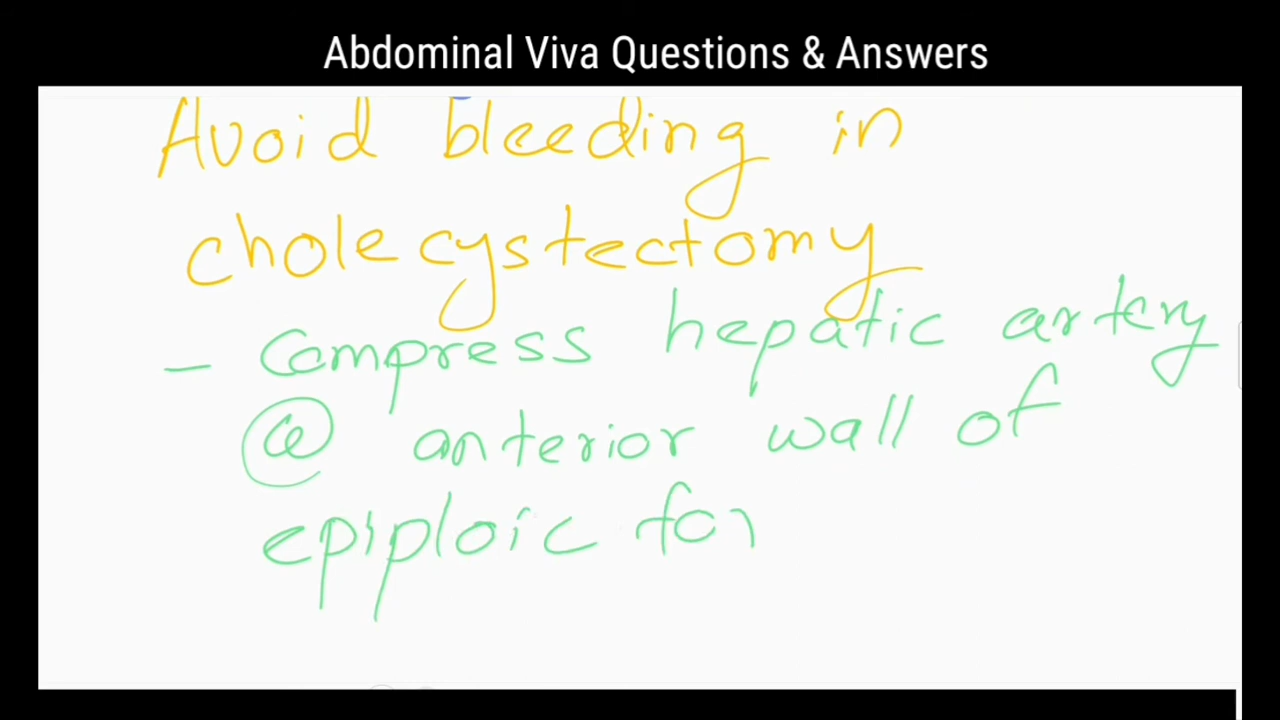 Abdominal Viva Questions & Answers
Avoid bleeding in
cholecystectomy
- Compress hepatic artery
@ anterior wall of
epiploic for